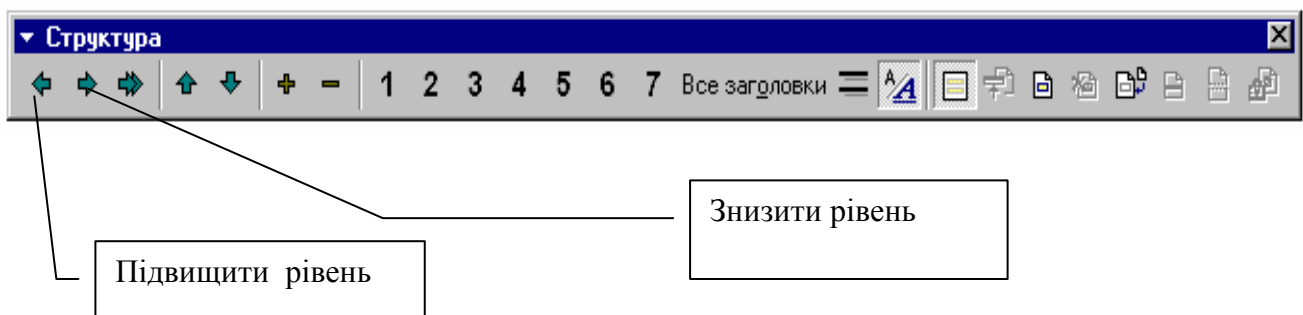 Структура
1 2 3 4 5 6 7 Все заголовки
Знизити рівень
Підвищити рівень